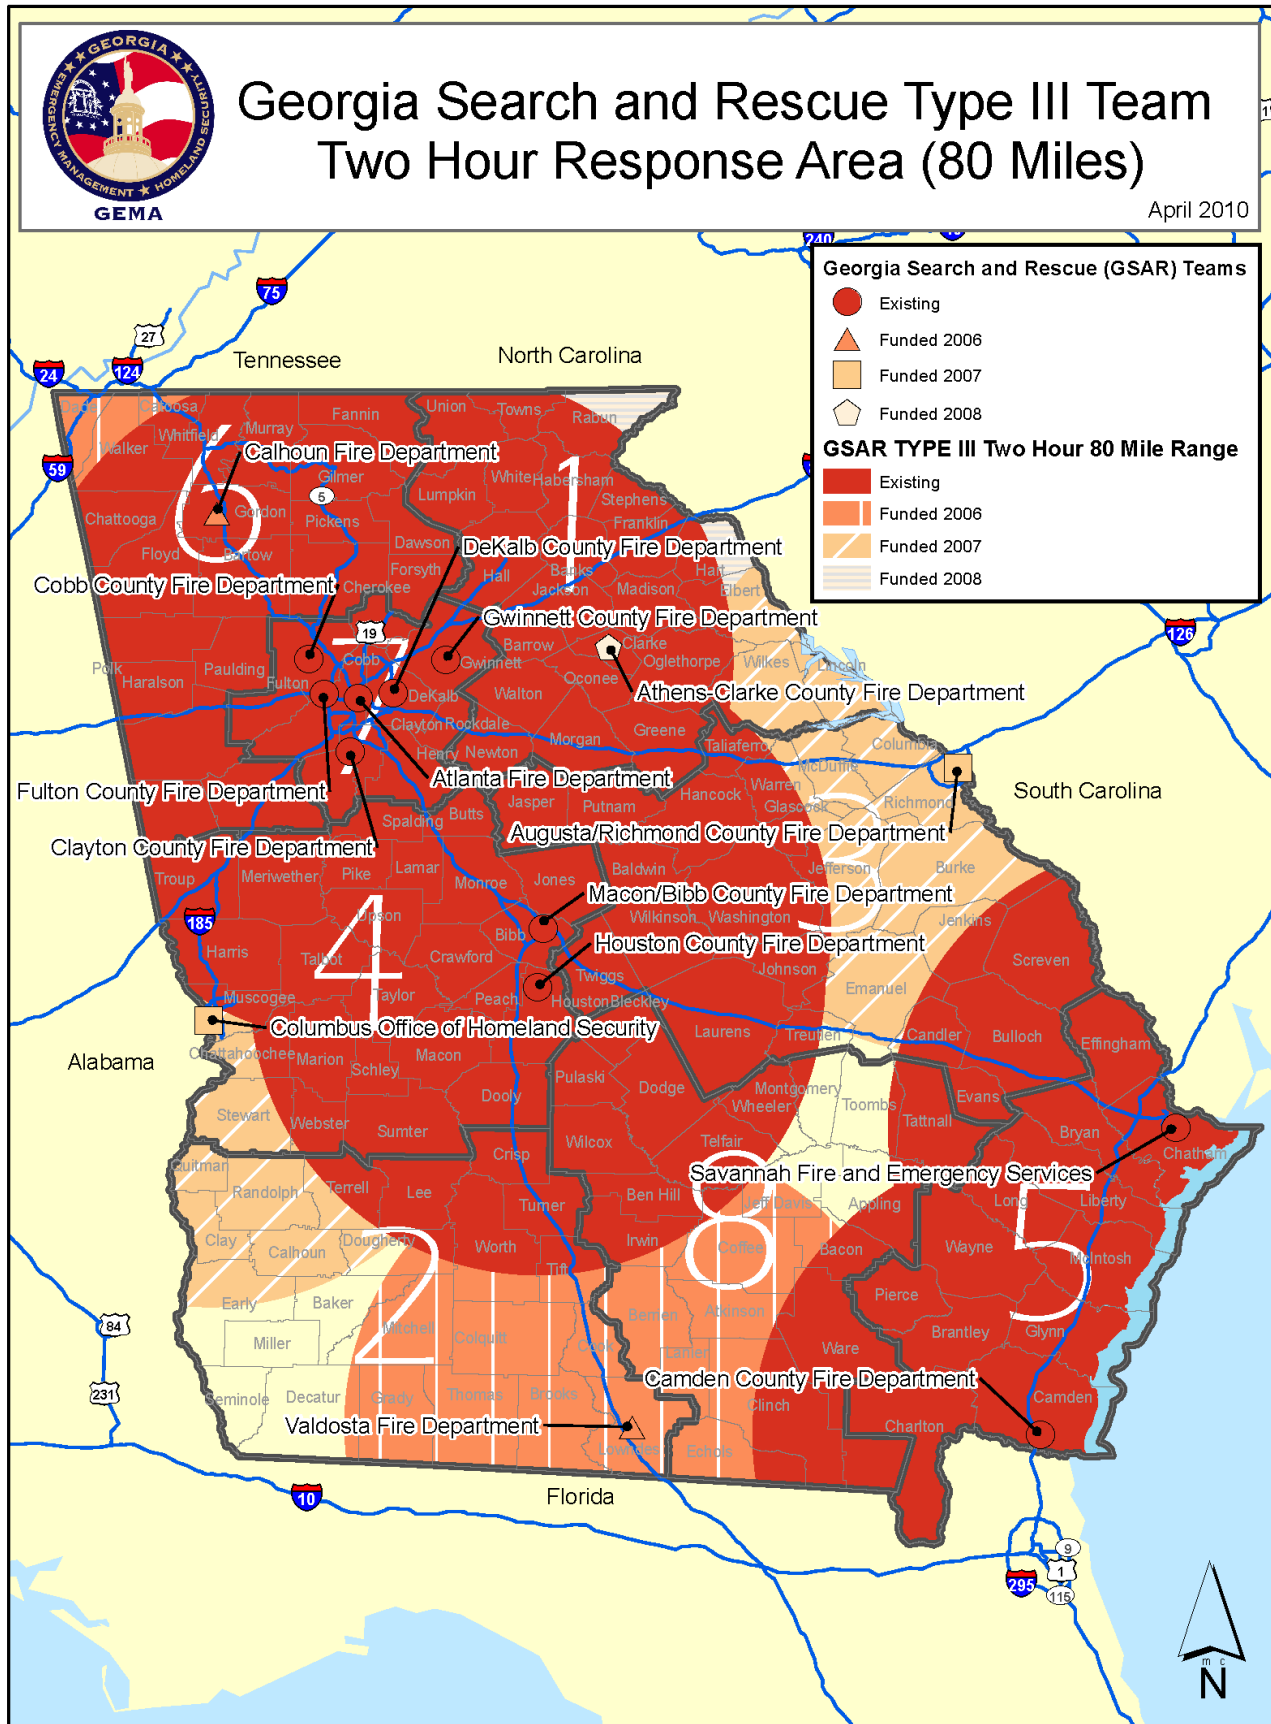 GEORGIA
EMERGENCY MANAGEMENT ★ HOMELAND SECURITY
GEMA
Georgia Search and Rescue Type III Team
Two Hour Response Area (80 Miles)
April 2010
240
Georgia Search and Rescue (GSAR) Teams
Existing
Funded 2006
Funded 2007
Funded 2008
GSAR TYPE III Two Hour 80 Mile Range
Existing
Funded 2006
Funded 2007
Funded 2008
75
27
Tennessee
North Carolina
24
124
59
Dade
Catoosa
Fannin
Union
Towns
Rabun
Whitfield
Murray
Walker
6
1
Calhoun Fire Department
Gilmer
White
Habersham
Lumpkin
Stephens
5
Chattooga
Gordon
Pickens
Franklin
Floyd
Bartow
Dawson
DeKalb County Fire Department
Forsyth
Hall
Banks
Hart
Cobb County Fire Department
Cherokee
Jackson
Madison
Elbert
Gwinnett County Fire Department
19
7
Cobb
Barrow
Clarke
126
Polk
Paulding
Gwinnett
Oglethorpe
Wilkes
Lincoln
Haralson
Fulton
Oconee
DeKalb
Walton
Athens-Clarke County Fire Department
Clayton
Rockdale
Greene
Morgan
Taliaferro
Columbia
Henry
Newton
McDuffie
Fulton County Fire Department
Atlanta Fire Department
Hancock
Warren
South Carolina
Jasper
Putnam
Glascock
Richmond
Spalding
Butts
3
Augusta/Richmond County Fire Department
Clayton County Fire Department
Troup
Meriwether
Pike
Lamar
Monroe
Jones
Baldwin
Jefferson
Burke
Macon/Bibb County Fire Department
185
4
Upson
Wilkinson
Washington
Jenkins
Bibb
Houston County Fire Department
Harris
Talbot
Crawford
Twiggs
Johnson
Screven
Muscogee
Taylor
Peach
Houston
Bleckley
Emanuel
Columbus Office of Homeland Security
Laurens
Treutlen
Candler
Bulloch
Effingham
Alabama
Chattahoochee
Marion
Schley
Macon
Pulaski
Dodge
Montgomery
Wheeler
Toombs
Evans
Dooly
Stewart
Webster
Sumter
Tattnall
Bryan
Wilcox
Telfair
Chatham
Crisp
Quitman
Savannah Fire and Emergency Services
Randolph
Terrell
Lee
Ben Hill
8
Jeff Davis
Appling
Long
Liberty
Turner
5
Clay
Calhoun
Dougherty
2
Worth
Irwin
Coffee
Bacon
Wayne
McIntosh
Tift
Early
Baker
Pierce
Berrien
Atkinson
84
Miller
Mitchell
Colquitt
Cook
Lanier
Ware
Brantley
Glynn
231
Seminole
Decatur
Grady
Thomas
Brooks
Camden County Fire Department
Clinch
Camden
Valdosta Fire Department
Charlton
Lowndes
Echols
10
Florida
9
295
1
115
m c
N